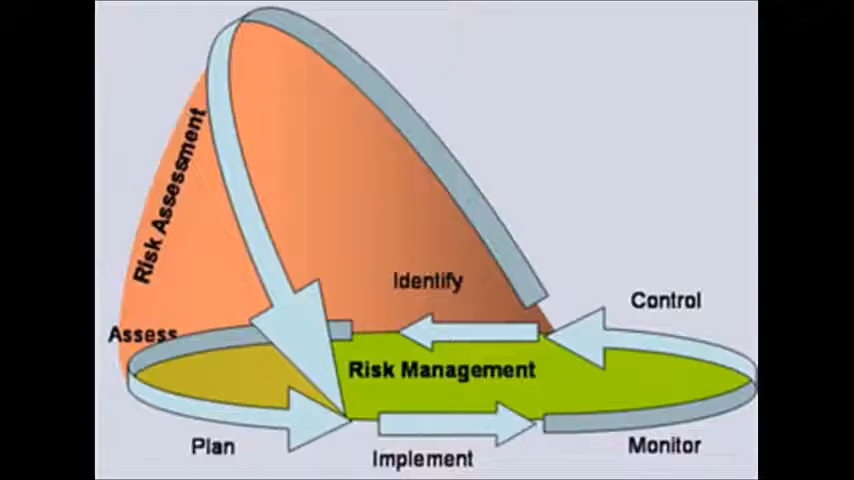 Risk Assessment
Identify
Control
Assess
Risk Management
Plan
Implement
Monitor